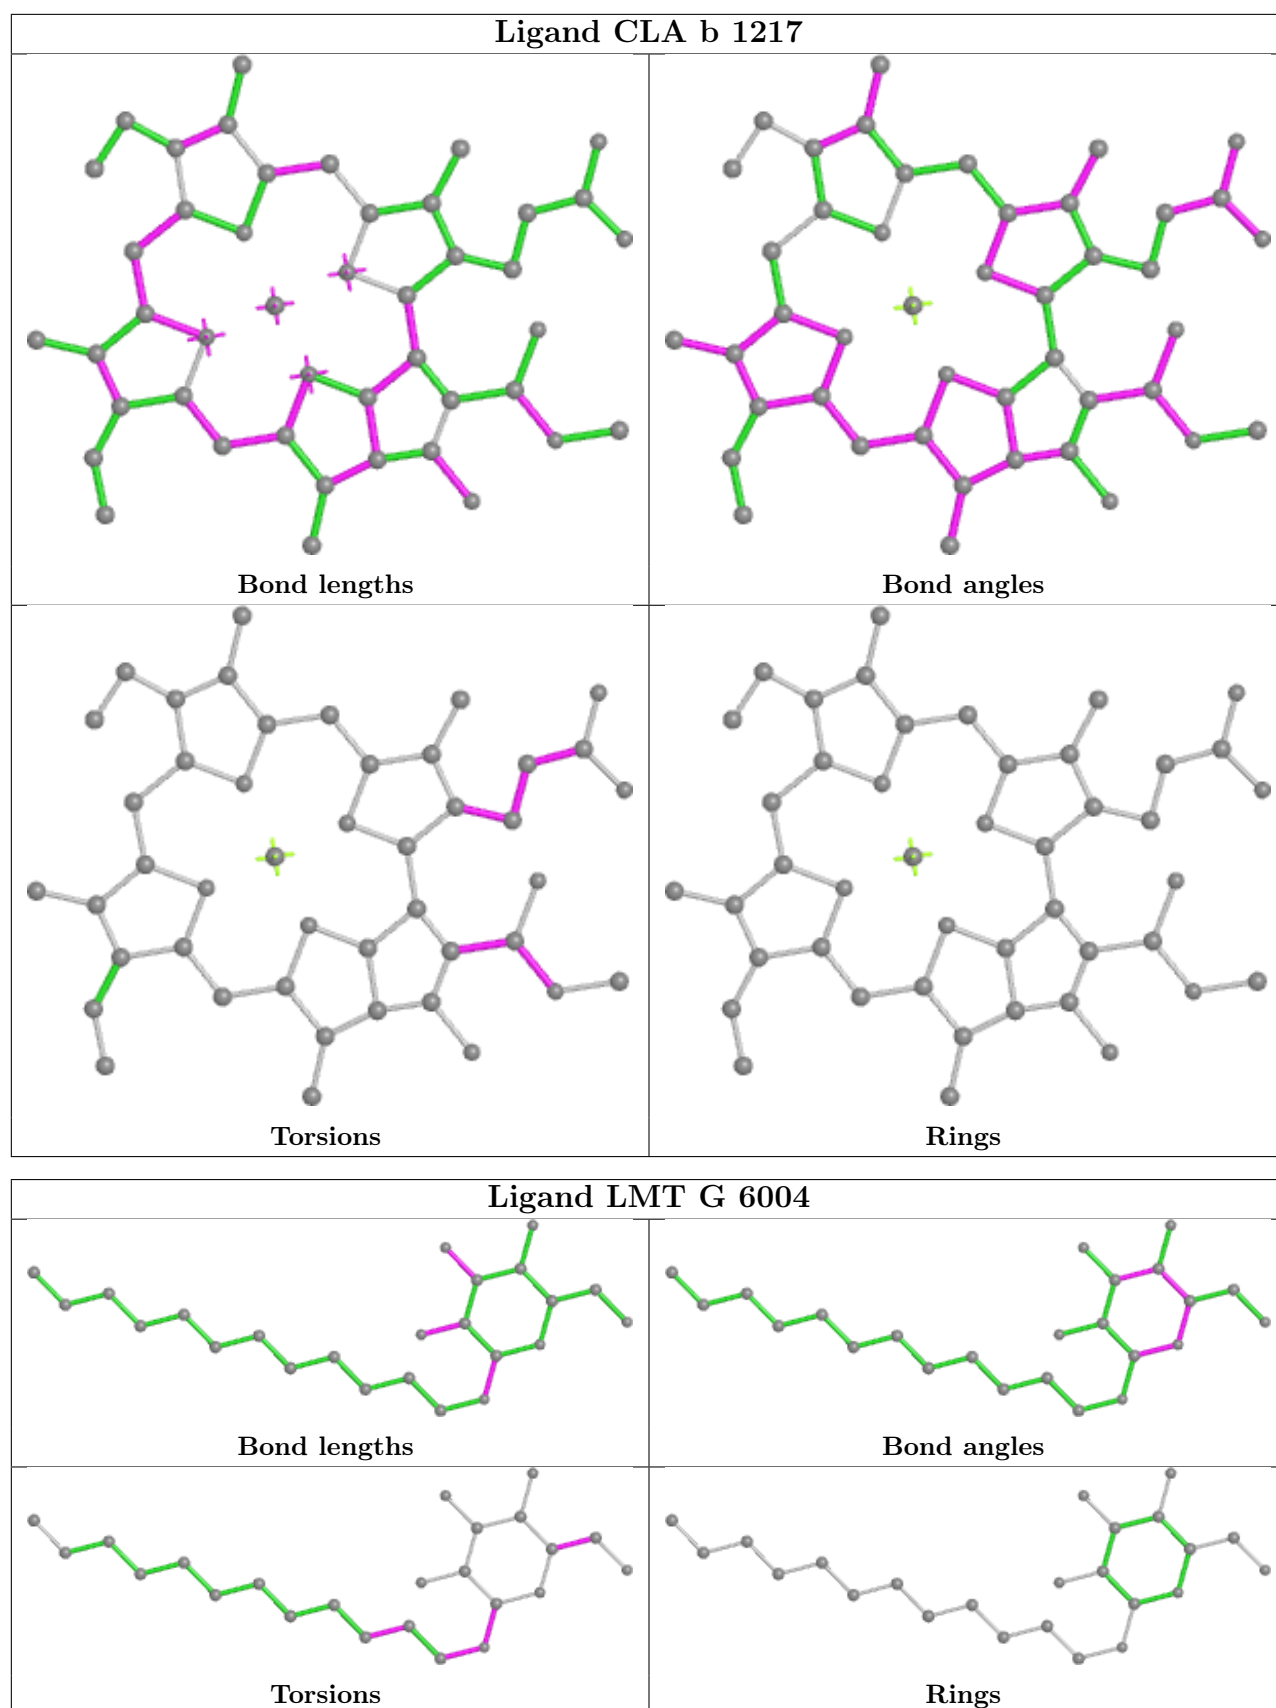 Ligand CLA b 1217
Bond lengths
Bond angles
Torsions
Rings
Ligand LMT G 6004
Bond lengths
Bond angles
Torsions
Rings